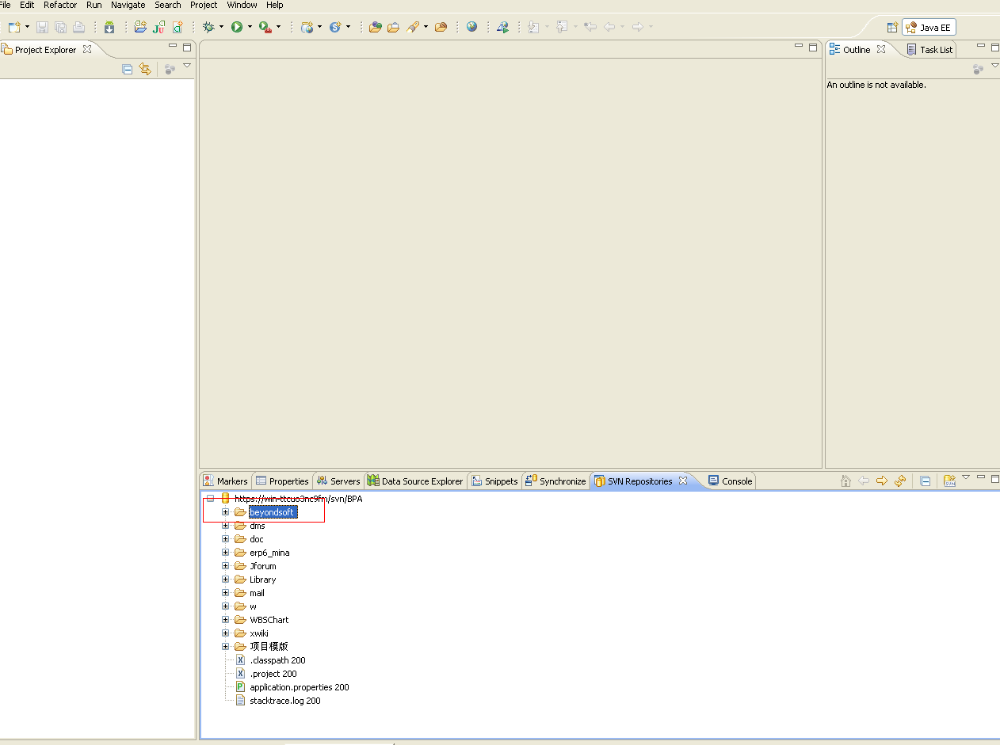 File Edit Refactor Run Navigate Search Project Window Help
Java EE
Project Explorer
Outline Task List
An outline is not available.
Markers Properties Servers Data Source Explorer Snippets Synchronize SVN Repositories Console
https://win-ttcuo3nc9fm/svn/BPA
beyondsoft
dms
doc
erp6_mina
Jforum
Library
mail
w
WBSChart
xwiki
项目模版
.classpath 200
.project 200
application.properties 200
stacktrace.log 200